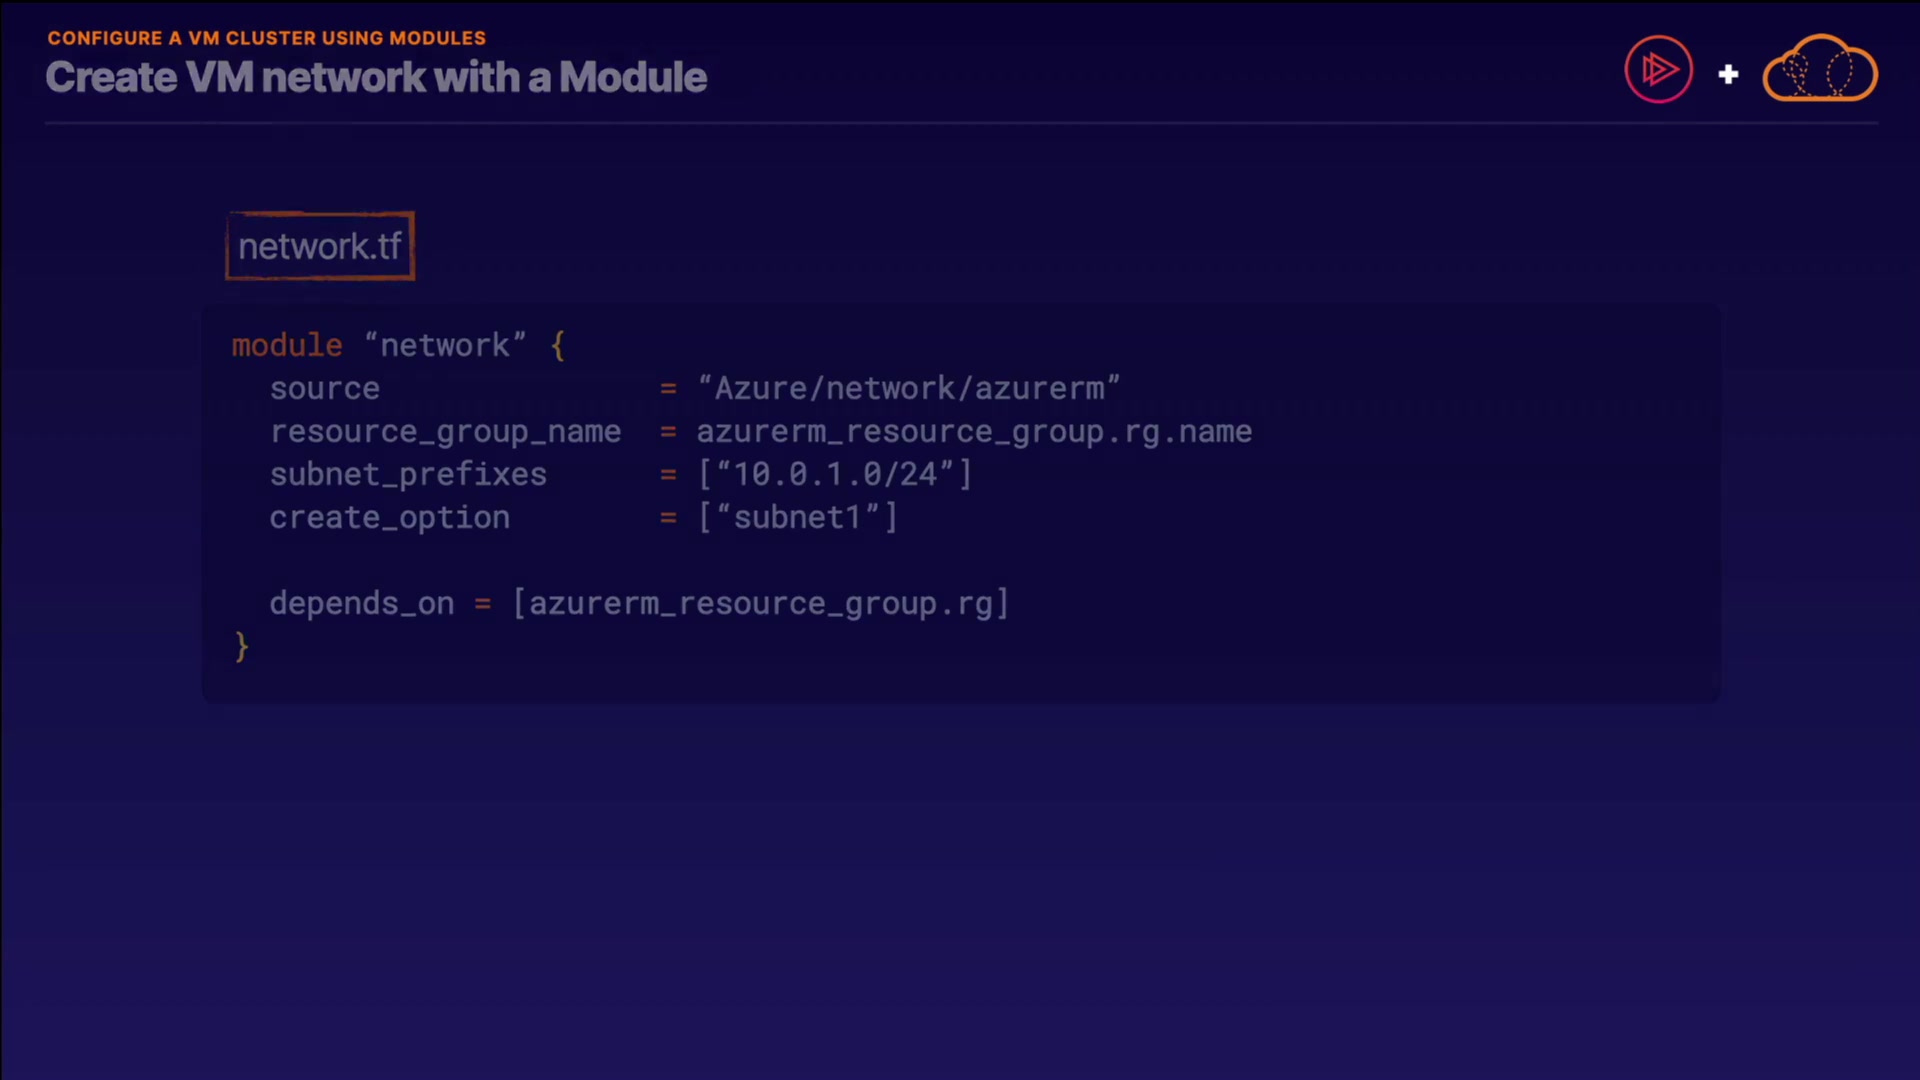 CONFIGURE A VM CLUSTER USING MODULES
Create VM network with a Module
network.tf
module “network” {
source = “Azure/network/azurerm”
resource_group_name = azurerm_resource_group.rg.name
subnet_prefixes = [“10.0.1.0/24”]
create_option = [“subnet1”]
depends_on = [azurerm_resource_group.rg]
}